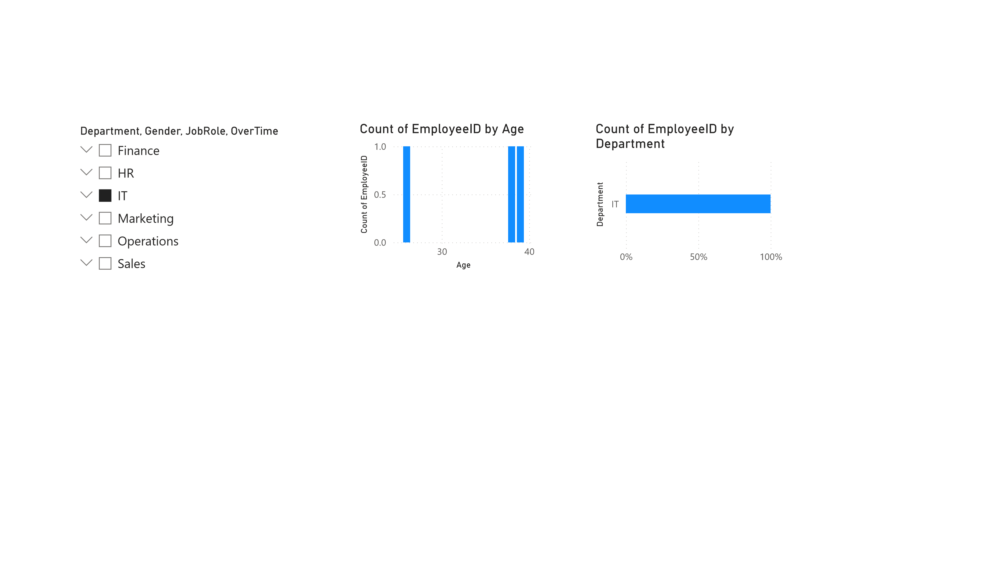 Department, Gender, JobRole, OverTime
Finance
HR
IT
Marketing
Operations
Sales
Count of EmployeeID by Age
Count of EmployeeID
1.0
0.5
0.0
30
40
Age
Count of EmployeeID by
Department
Department
IT
0%
50%
100%